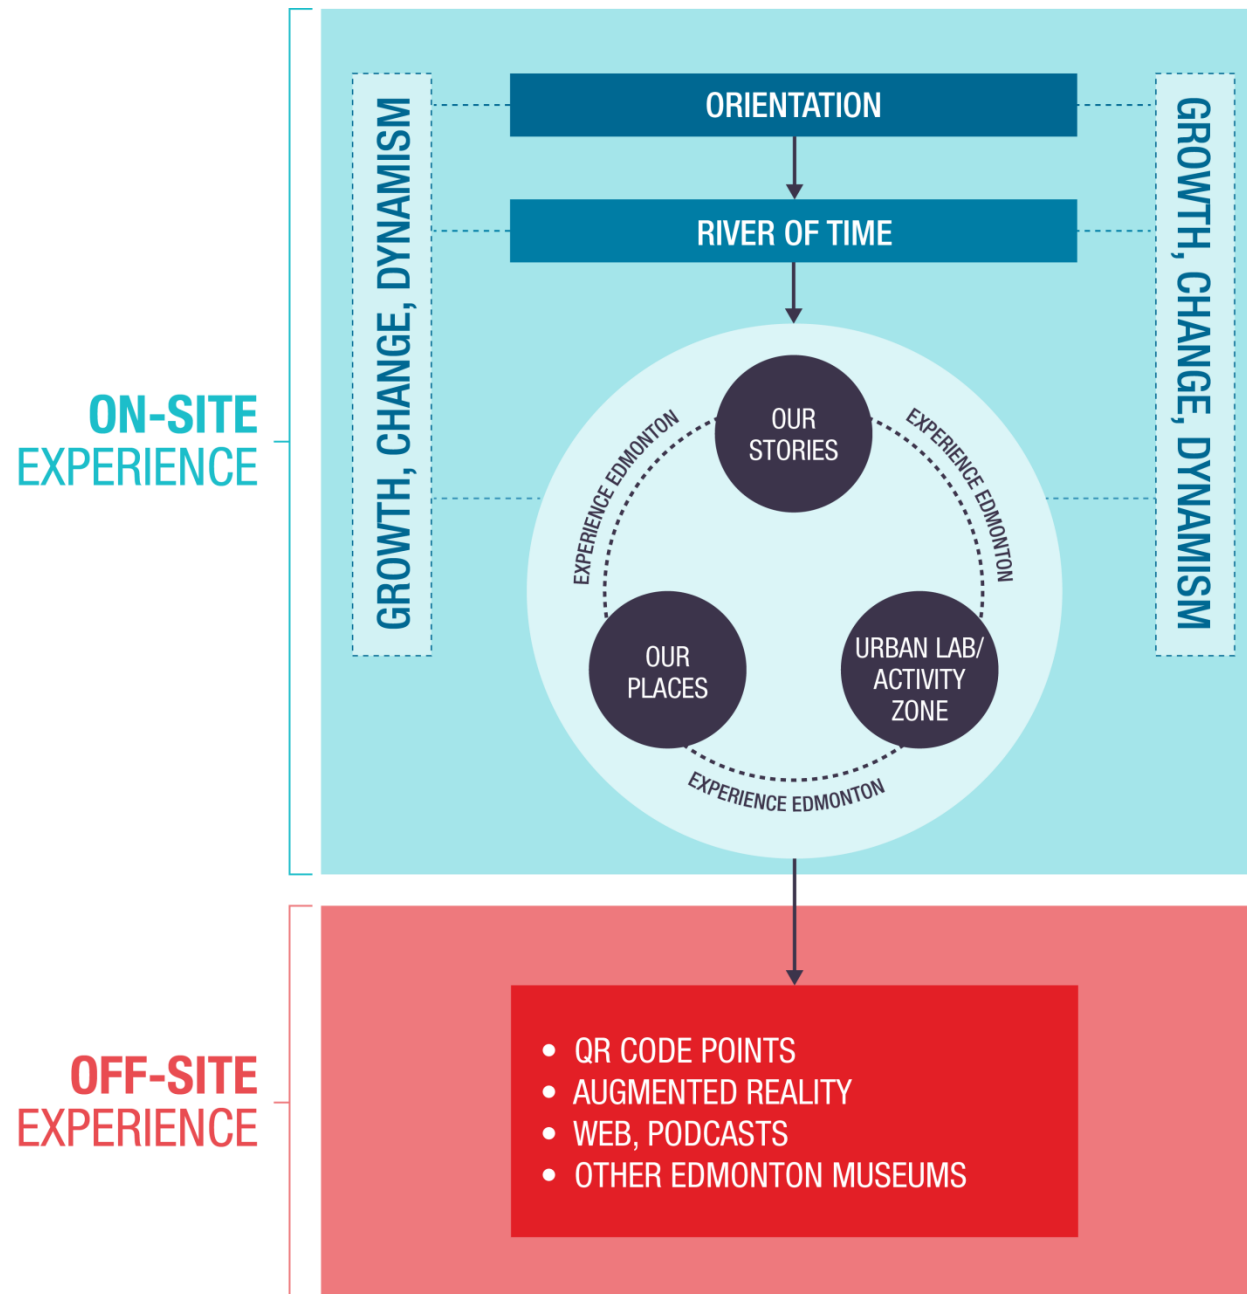 ORIENTATION
RIVER OF TIME
GROWTH, CHANGE, DYNAMISM
GROWTH, CHANGE, DYNAMISM
ON-SITE
EXPERIENCE
EXPERIENCE EDMONTON
OUR
STORIES
EXPERIENCE EDMONTON
OUR
PLACES
URBAN LAB/
ACTIVITY
ZONE
EXPERIENCE EDMONTON
OFF-SITE
EXPERIENCE
• QR CODE POINTS
• AUGMENTED REALITY
• WEB, PODCASTS
• OTHER EDMONTON MUSEUMS